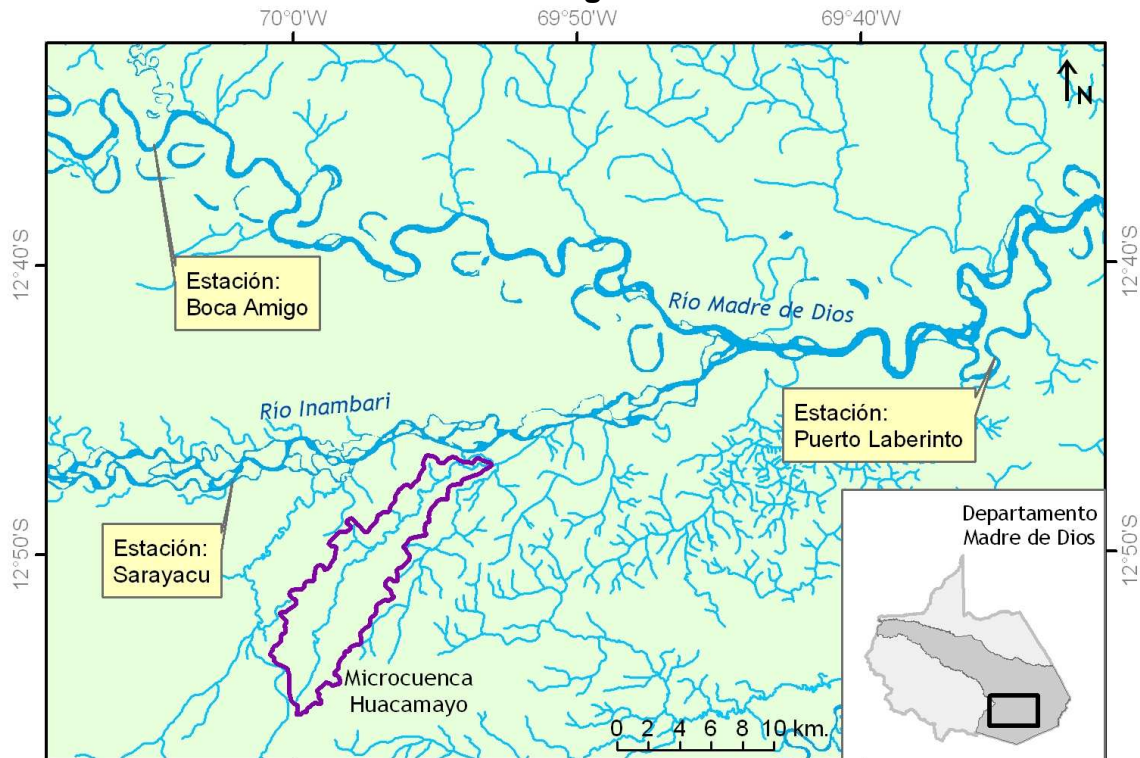 70°0'W
69°50'W
69°40'W
N
12°40'S
12°40'S
Estación:
Boca Amigo
Río Madre de Dios
Río Inambari
Estación:
Puerto Laberinto
12°50'S
12°50'S
Estación:
Sarayacu
Departamento
Madre de Dios
Microcuenca
Huacamayo
0 2 4 6 8 10 km.